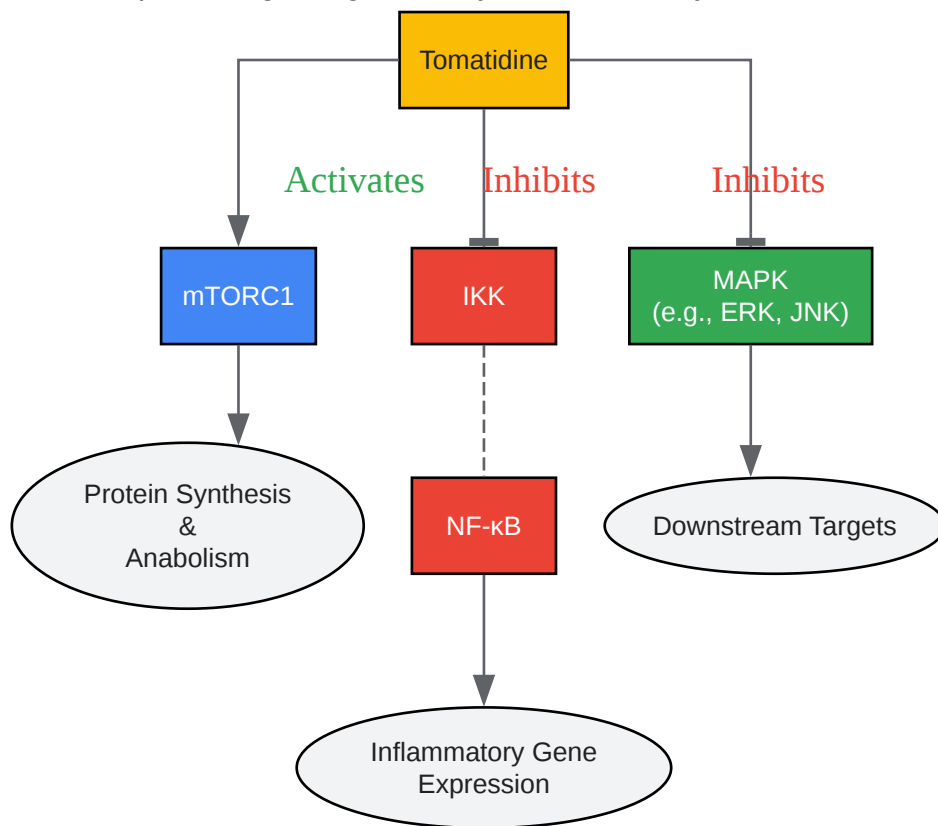 Tomatidine
Activates
Inhibits
Inhibits
mTORC1
IKK
MAPK
(e.g., ERK, JNK)
Protein Synthesis
&
Anabolism
NF-κB
Downstream Targets
Inflammatory Gene
Expression